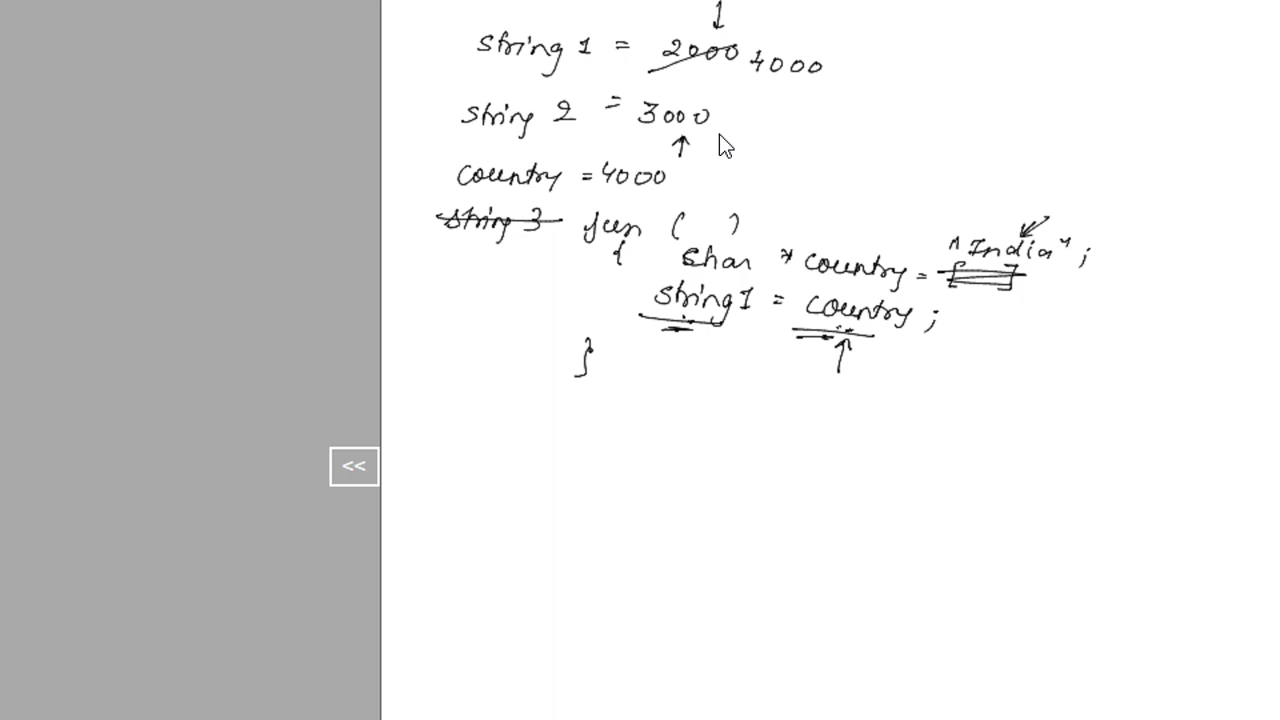 string 1 = 2000 4000
string 2 = 3000
country = 4000
string 3 fun ( )
{ char * country = "India";
string1 = country;
}
<<